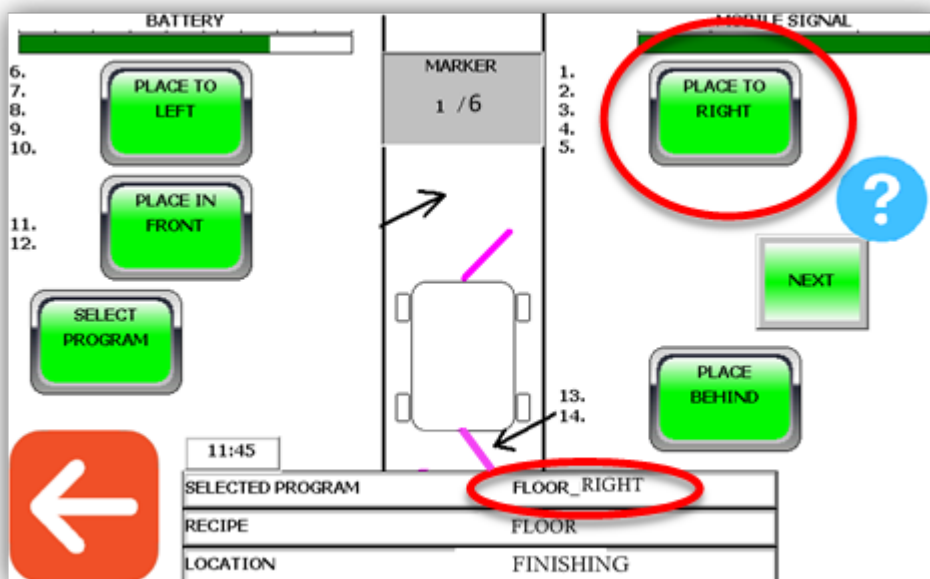 BATTERY
MOBILE SIGNAL
6.
7.
8.
9.
10.
PLACE TO
LEFT
MARKER
1 /6
1.
2.
3.
4.
5.
PLACE TO
RIGHT
?
11.
12.
PLACE IN
FRONT
NEXT
SELECT
PROGRAM
PLACE
BEHIND
13.
14.
11:45
SELECTED PROGRAM FLOOR_RIGHT
RECIPE FLOOR
LOCATION FINISHING